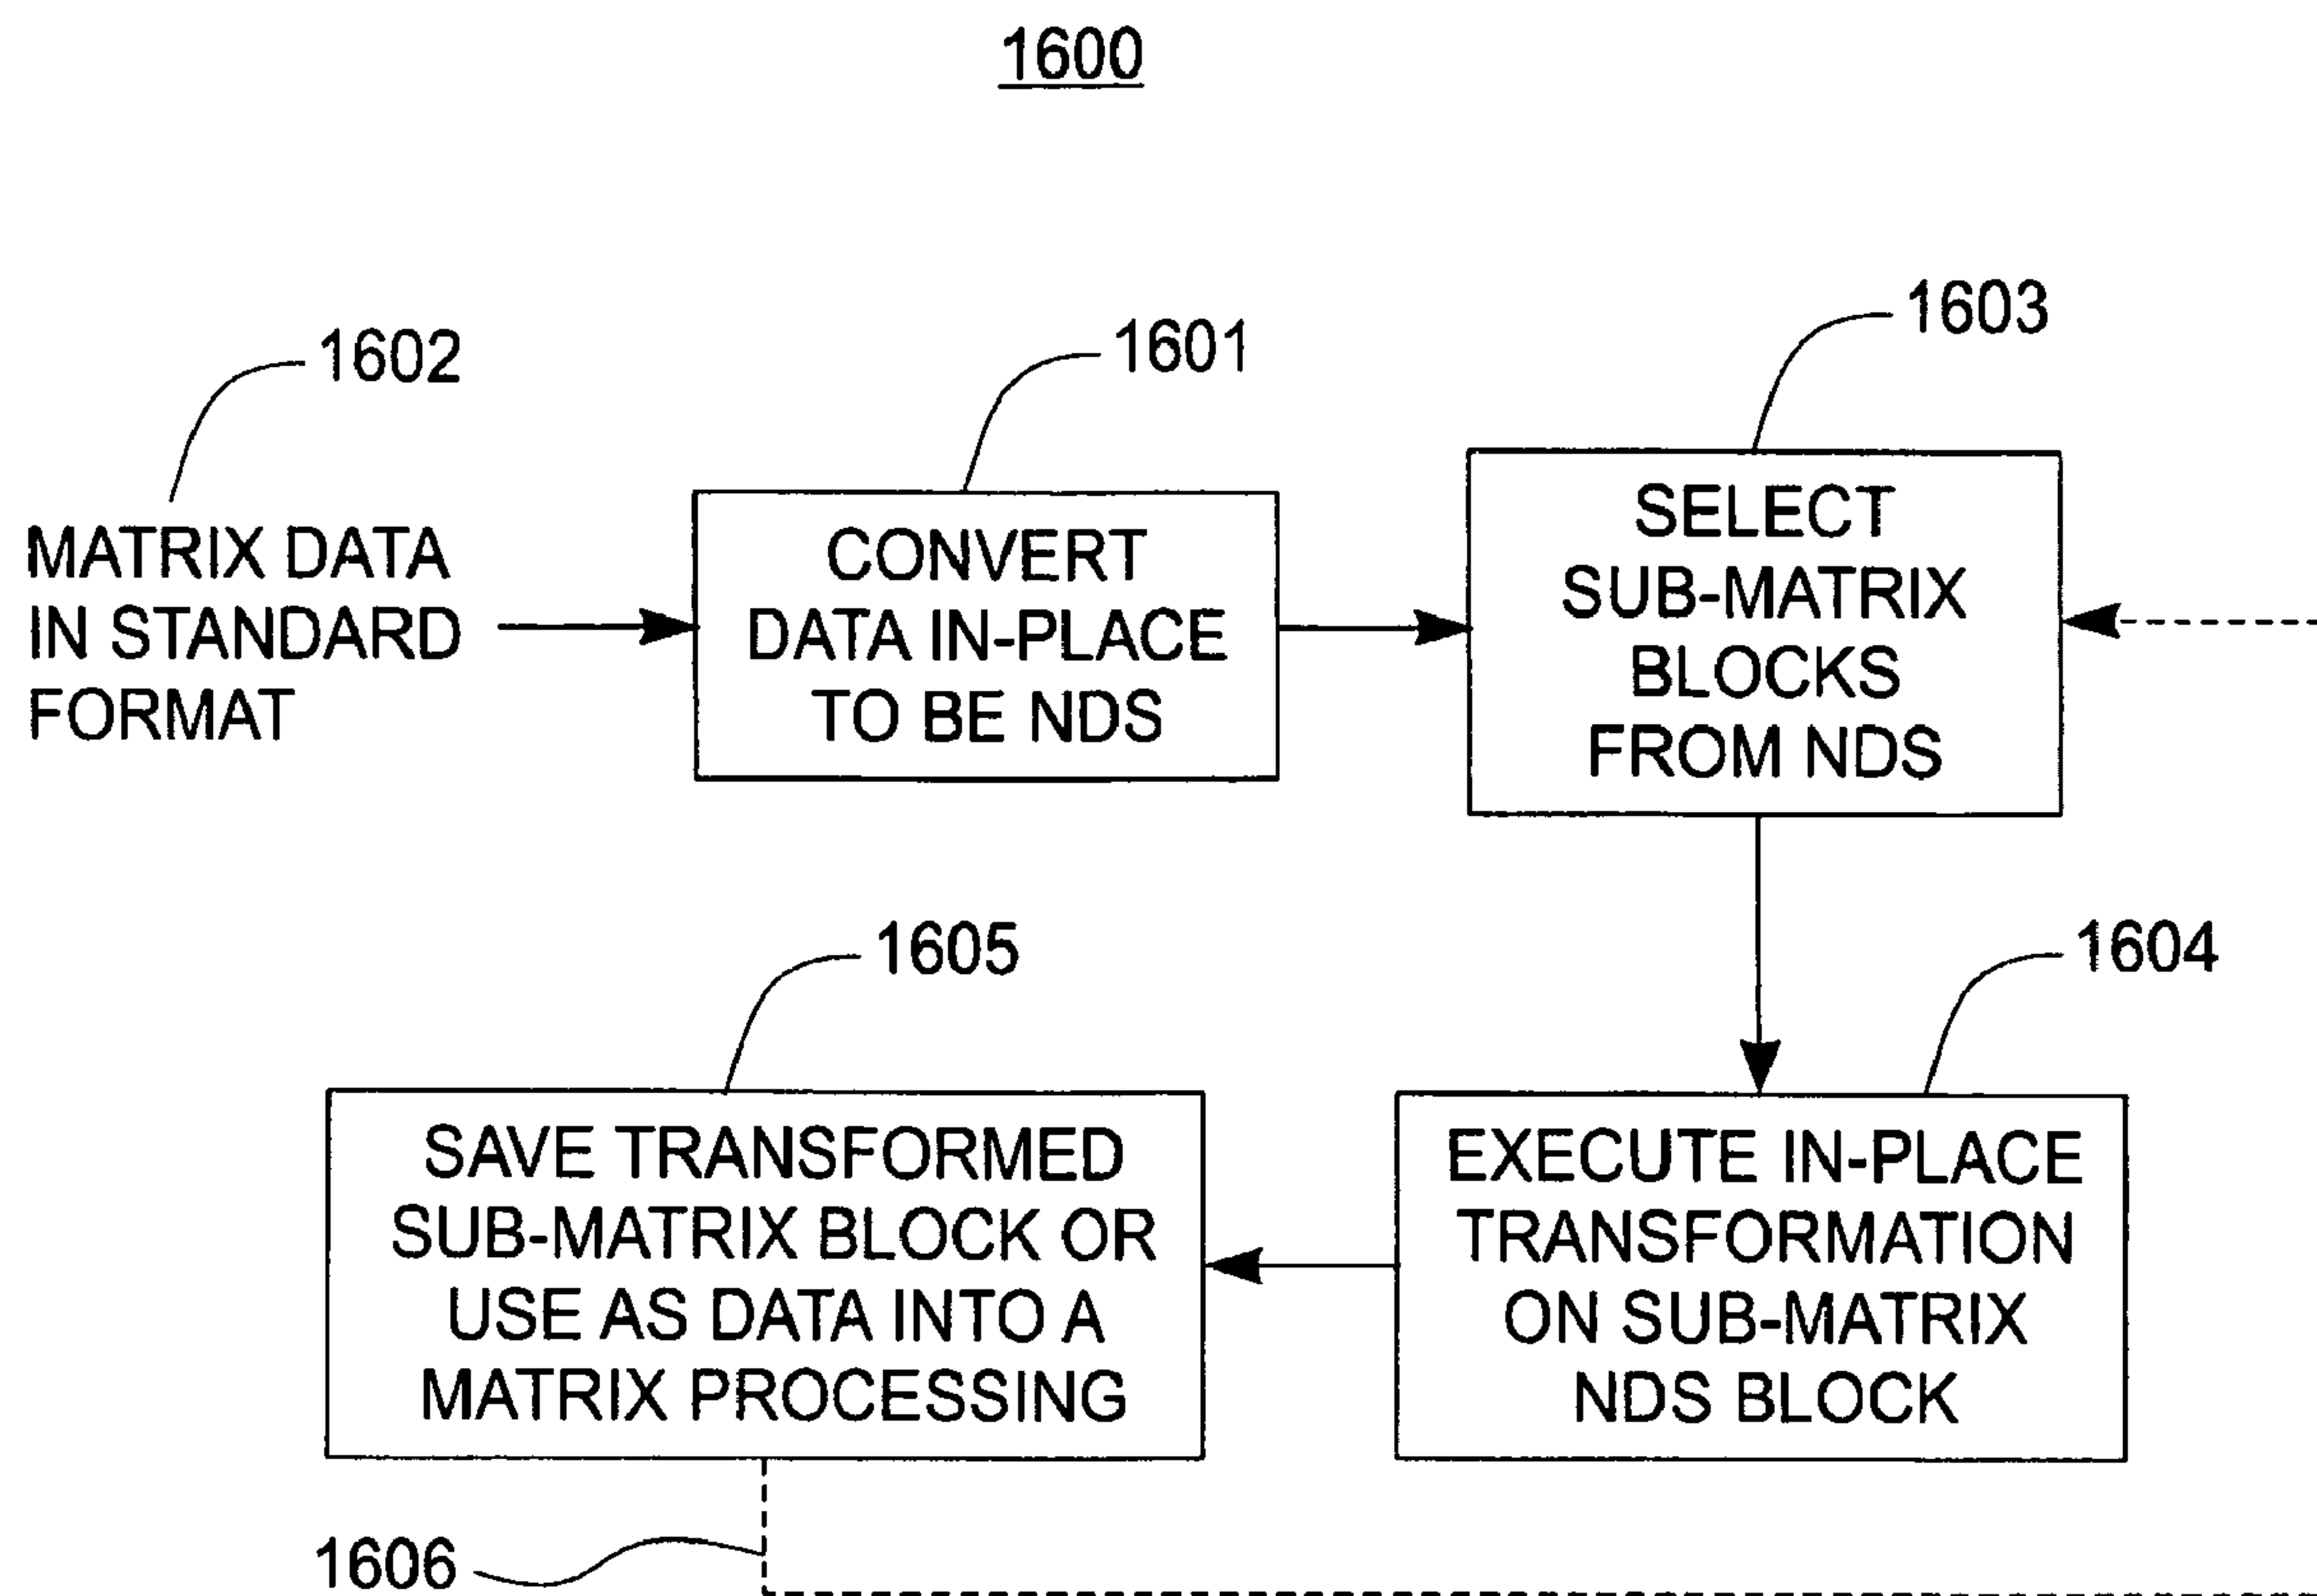 1600
1602
MATRIX DATA
IN STANDARD
FORMAT
1601
CONVERT
DATA IN-PLACE
TO BE NDS
1603
SELECT
SUB-MATRIX
BLOCKS
FROM NDS
1605
SAVE TRANSFORMED
SUB-MATRIX BLOCK OR
USE AS DATA INTO A
MATRIX PROCESSING
1604
EXECUTE IN-PLACE
TRANSFORMATION
ON SUB-MATRIX
NDS BLOCK
1606